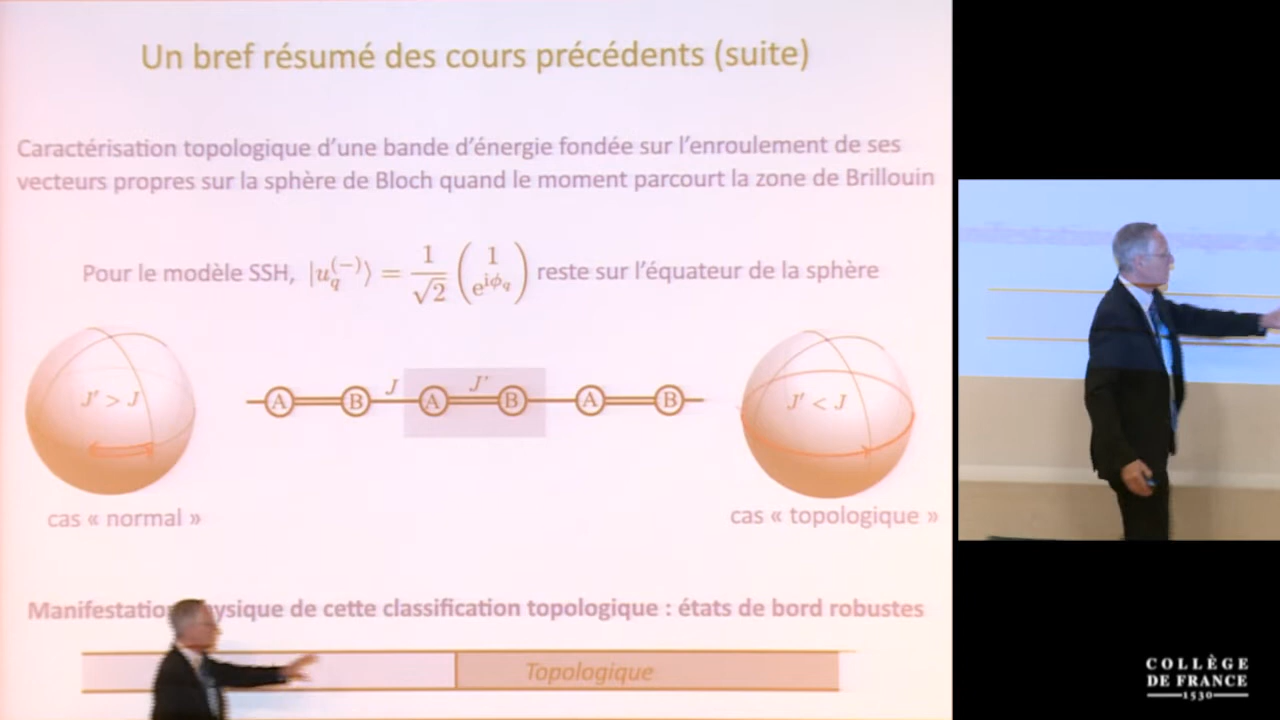 Un bref résumé des cours précédents (suite)
Caractérisation topologique d'une bande d'énergie fondée sur l'enroulement de ses
vecteurs propres sur la sphère de Bloch quand le moment parcourt la zone de Brillouin
Pour le modèle SSH, |u_q^{(-)}⟩ = 1/√2 (1 e^{iϕ_q}) reste sur l'équateur de la sphère
J' > J
A B J A J' B A B
J' < J
cas « normal »
cas « topologique »
de cette classification topologique : états de bord robustes
Topologique
COLLÈGE
DE FRANCE
1530